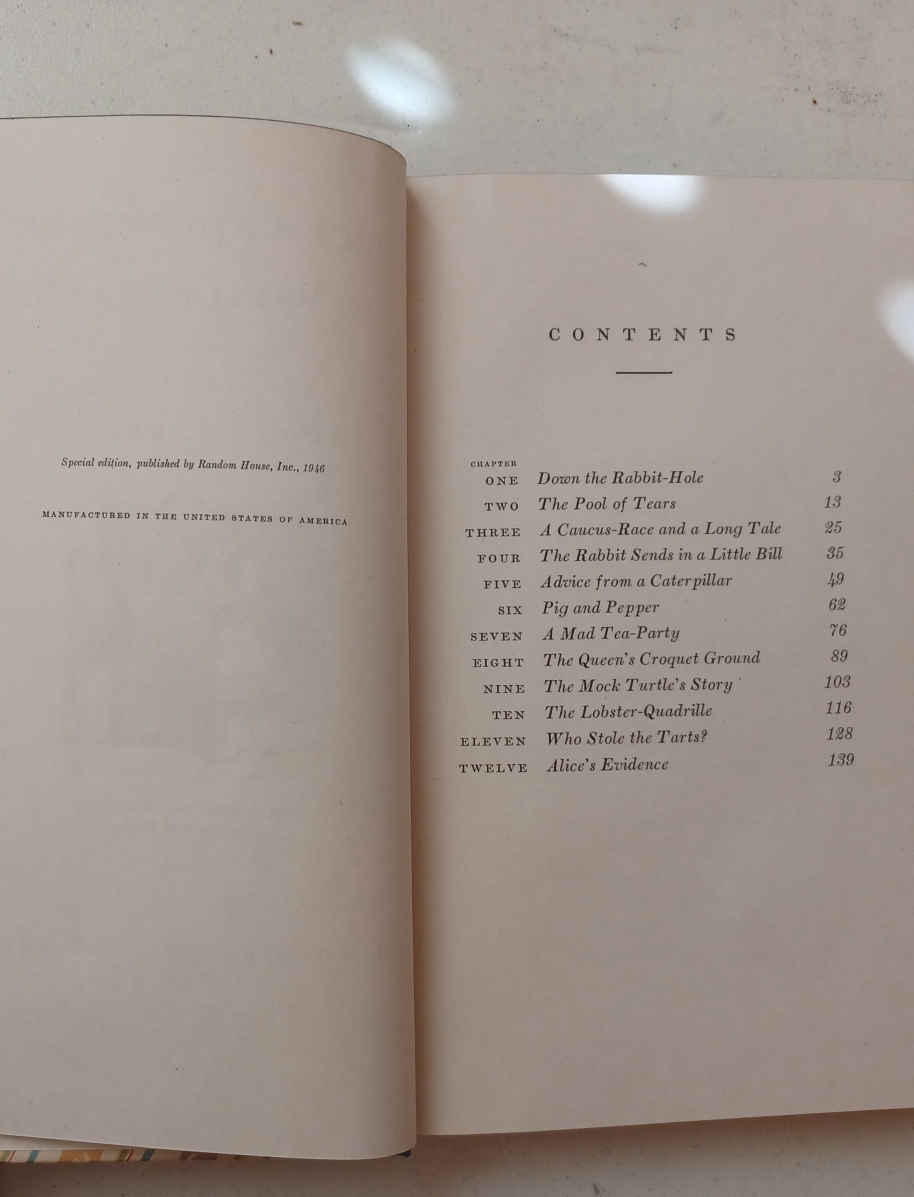 Special edition, published by Random House, Inc., 1946
MANUFACTURED IN THE UNITED STATES OF AMERICA
CONTENTS
CHAPTER
ONE Down the Rabbit-Hole 3
TWO The Pool of Tears 13
THREE A Caucus-Race and a Long Tale 25
FOUR The Rabbit Sends in a Little Bill 35
FIVE Advice from a Caterpillar 49
SIX Pig and Pepper 62
SEVEN A Mad Tea-Party 76
EIGHT The Queen's Croquet Ground 89
NINE The Mock Turtle's Story 103
TEN The Lobster-Quadrille 116
ELEVEN Who Stole the Tarts? 128
TWELVE Alice's Evidence 139